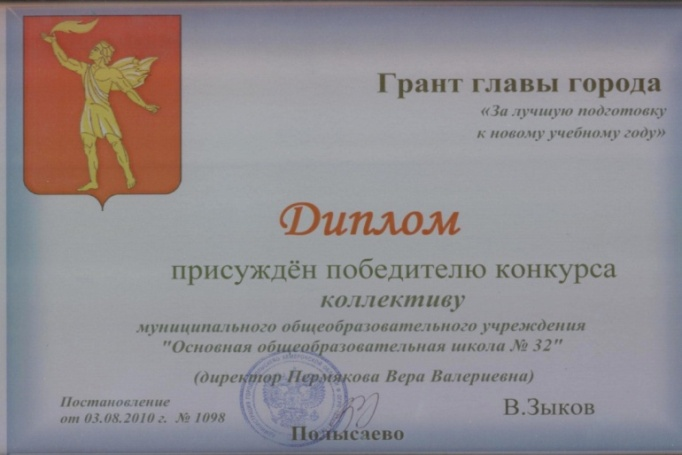 Грант главы города
«За лучшую подготовку
к новому учебному году»
Диплом
присуждён победителю конкурса
коллективу
муниципального общеобразовательного учреждения
"Основная общеобразовательная школа № 32"
(директор Пермякова Вера Валериевна)
Постановление
от 03.08.2010 г. № 1098
В.Зыков
Полысаево